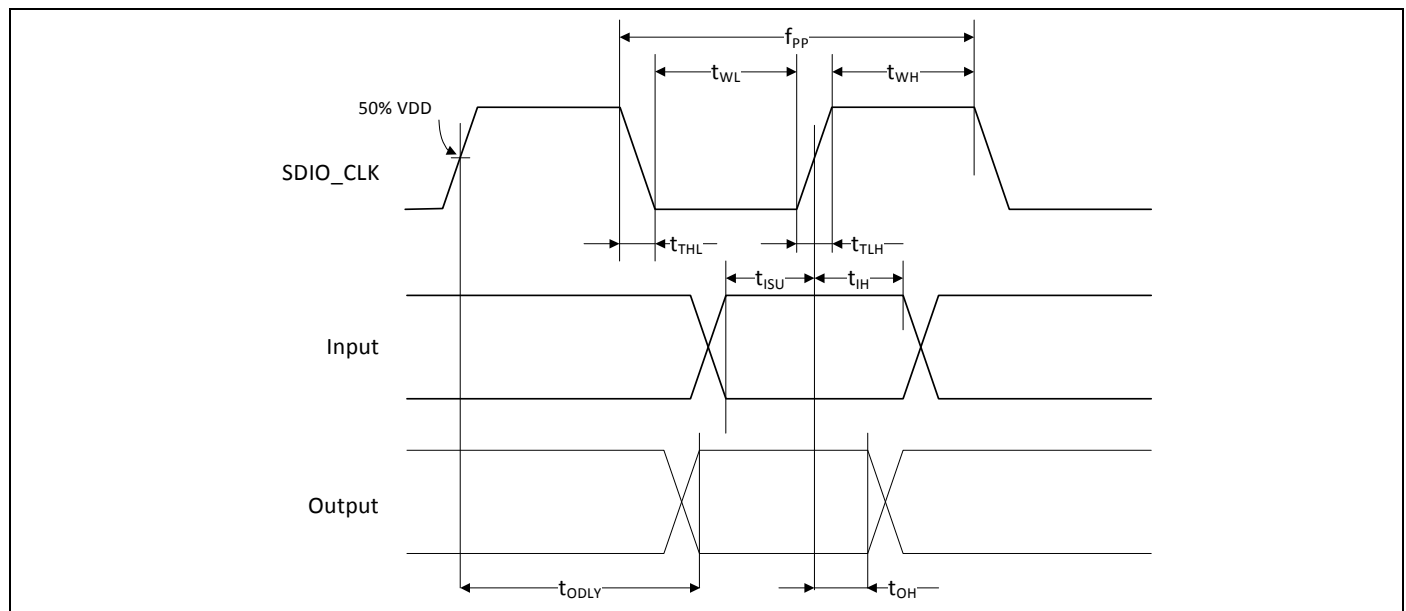 fPP
tWL
tWH
50% VDD
SDIO_CLK
tTHL
tTLH
tISU
tIH
Input
Output
tODLY
tOH